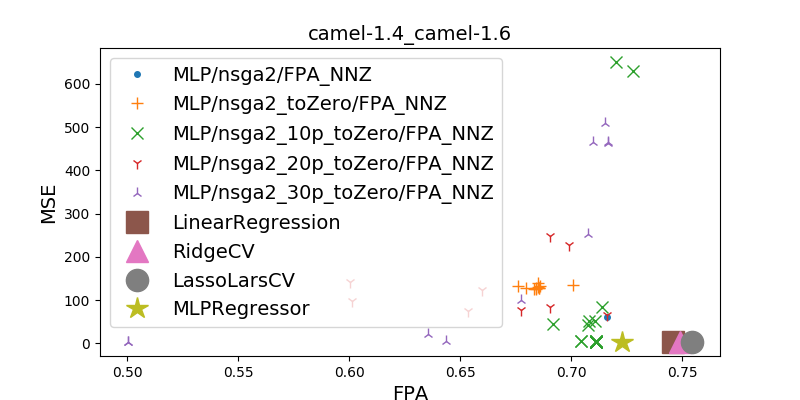 camel-1.4_camel-1.6
MLP/nsga2/FPA_NNZ
MLP/nsga2_toZero/FPA_NNZ
MLP/nsga2_10p_toZero/FPA_NNZ
MLP/nsga2_20p_toZero/FPA_NNZ
MLP/nsga2_30p_toZero/FPA_NNZ
LinearRegression
RidgeCV
LassoLarsCV
MLPRegressor
MSE
600
500
400
300
200
100
0
0.50 0.55 0.60 0.65 0.70 0.75
FPA